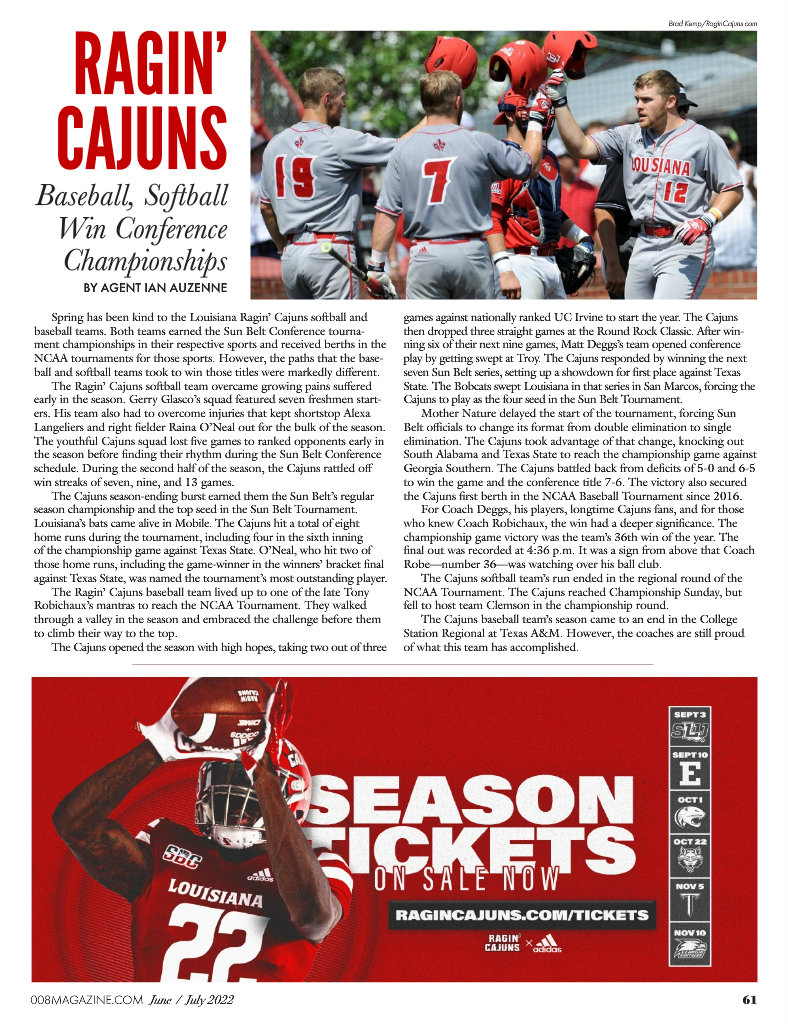 Brad Kemp/RaginCajuns.com
RAGIN'
CAJUNS
Baseball, Softball
Win Conference
Championships
BY AGENT IAN AUZENNE
19
7
LOUISIANA
12
Spring has been kind to the Louisiana Ragin' Cajuns softball and
baseball teams. Both teams earned the Sun Belt Conference tourna-
ment championships in their respective sports and received berths in the
NCAA tournaments for those sports. However, the paths that the base-
ball and softball teams took to win those titles were markedly different.
The Ragin' Cajuns softball team overcame growing pains suffered
early in the season. Gerry Glasco's squad featured seven freshmen start-
ers. His team also had to overcome injuries that kept shortstop Alexa
Langeliers and right fielder Raina O'Neal out for the bulk of the season.
The youthful Cajuns squad lost five games to ranked opponents early in
the season before finding their rhythm during the Sun Belt Conference
schedule. During the second half of the season, the Cajuns rattled off
win streaks of seven, nine, and 13 games.
The Cajuns season-ending burst earned them the Sun Belt's regular
season championship and the top seed in the Sun Belt Tournament.
Louisiana's bats came alive in Mobile. The Cajuns hit a total of eight
home runs during the tournament, including four in the sixth inning
of the championship game against Texas State. O'Neal, who hit two of
those home runs, including the game-winner in the winners' bracket final
against Texas State, was named the tournament's most outstanding player.
The Ragin' Cajuns baseball team lived up to one of the late Tony
Robichaux's mantras to reach the NCAA Tournament. They walked
through a valley in the season and embraced the challenge before them
to climb their way to the top.
The Cajuns opened the season with high hopes, taking two out of three
games against nationally ranked UC Irvine to start the year. The Cajuns
then dropped three straight games at the Round Rock Classic. After win-
ning six of their next nine games, Matt Deggs's team opened conference
play by getting swept at Troy. The Cajuns responded by winning the next
seven Sun Belt series, setting up a showdown for first place against Texas
State. The Bobcats swept Louisiana in that series in San Marcos, forcing the
Cajuns to play as the four seed in the Sun Belt Tournament.
Mother Nature delayed the start of the tournament, forcing Sun
Belt officials to change its format from double elimination to single
elimination. The Cajuns took advantage of that change, knocking out
South Alabama and Texas State to reach the championship game against
Georgia Southern. The Cajuns battled back from deficits of 5-0 and 6-5
to win the game and the conference title 7-6. The victory also secured
the Cajuns first berth in the NCAA Baseball Tournament since 2016.
For Coach Deggs, his players, longtime Cajuns fans, and for those
who knew Coach Robichaux, the win had a deeper significance. The
championship game victory was the team's 36th win of the year. The
final out was recorded at 4:36 p.m. It was a sign from above that Coach
Robe—number 36—was watching over his ball club.
The Cajuns softball team's run ended in the regional round of the
NCAA Tournament. The Cajuns reached Championship Sunday, but
fell to host team Clemson in the championship round.
The Cajuns baseball team's season came to an end in the College
Station Regional at Texas A&M. However, the coaches are still proud
of what this team has accomplished.
SBC
adidas
LOUISIANA
22
SEASON
TICKETS
ON SALE NOW
RAGINCAJUNS.COM/TICKETS
RAGIN'
CAJUNS
× adidas
SEPT 3
SLU
SEPT 10
E
OCT 1
OCT 22
NOV 5
T
NOV 10
008MAGAZINE.COM June / July 2022
61